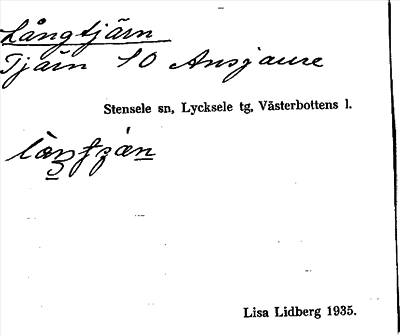 Långtjärn
Tjärn SO Ansjaure
Stensele sn, Lycksele tg, Västerbottens l.
Lisa Lidberg 1935.